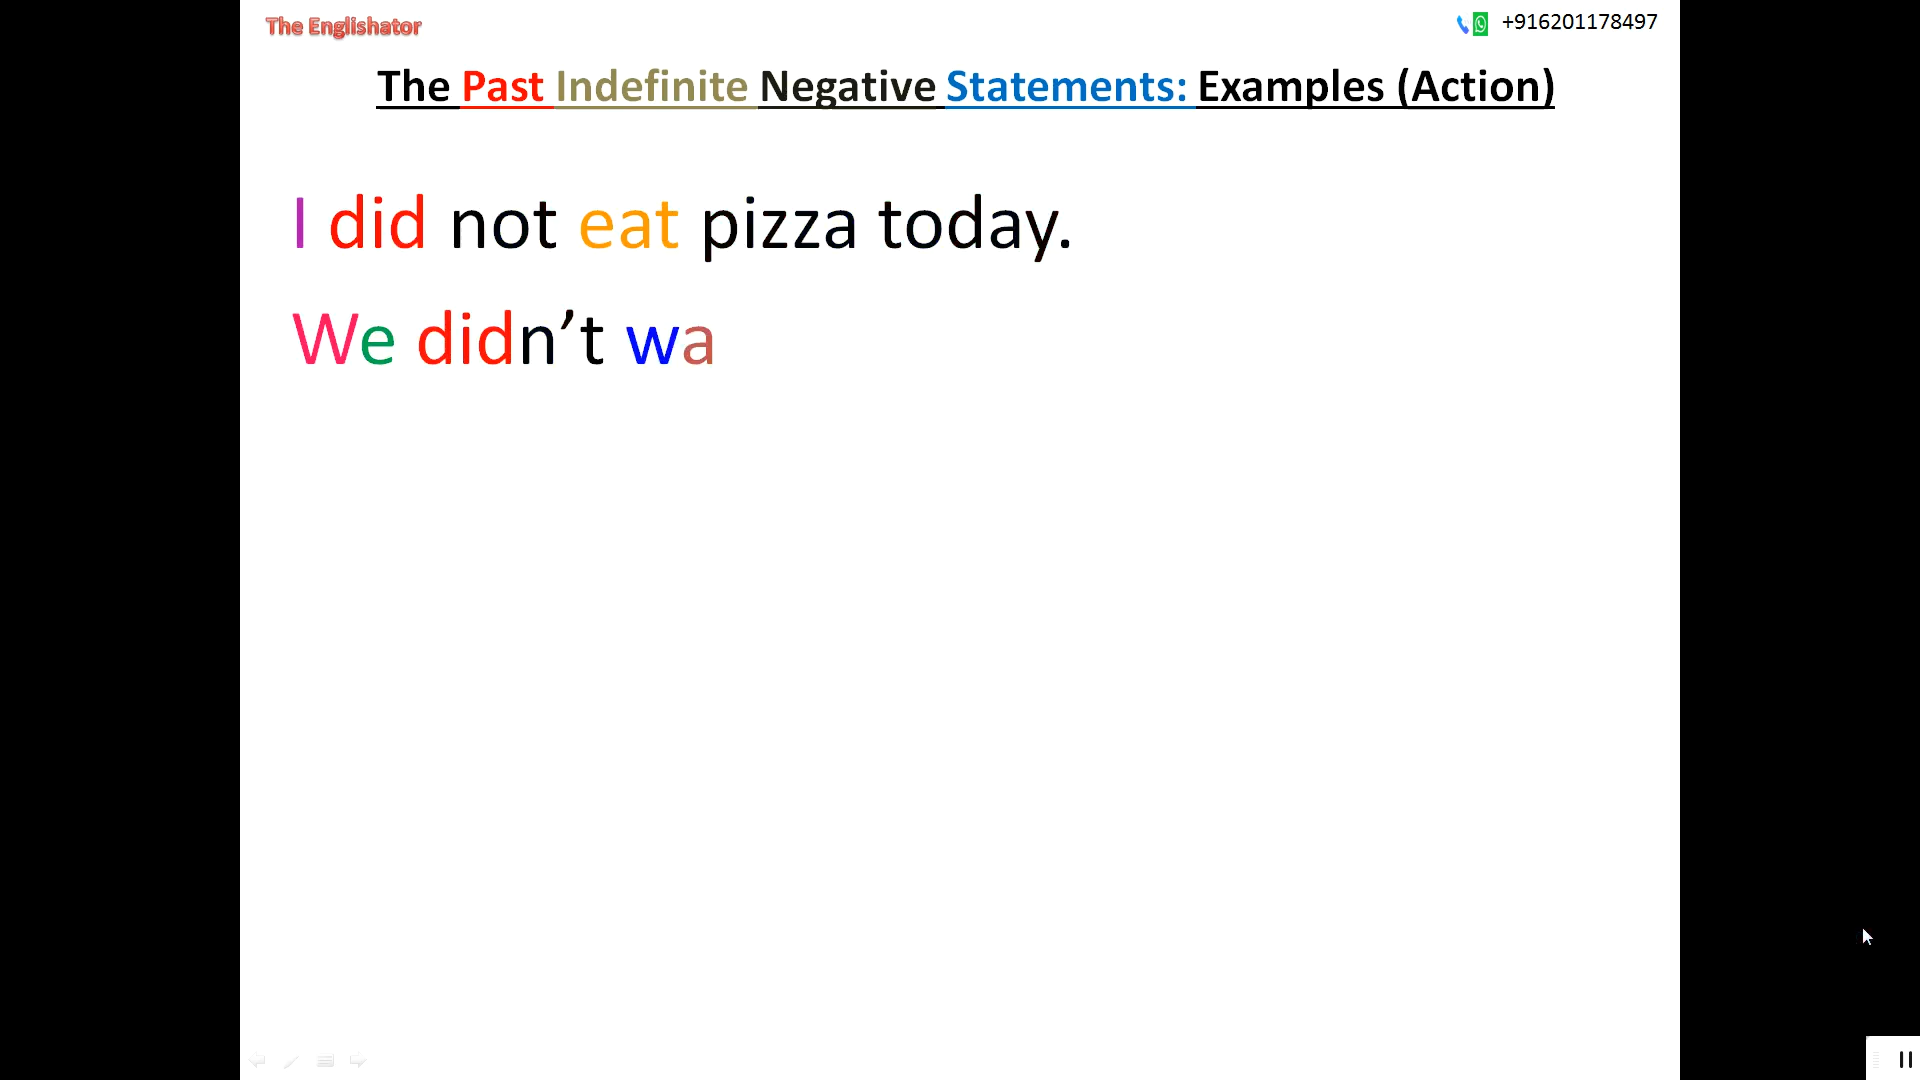 The Englishator
+916201178497
The Past Indefinite Negative Statements: Examples (Action)
I did not eat pizza today.
We didn’t wa